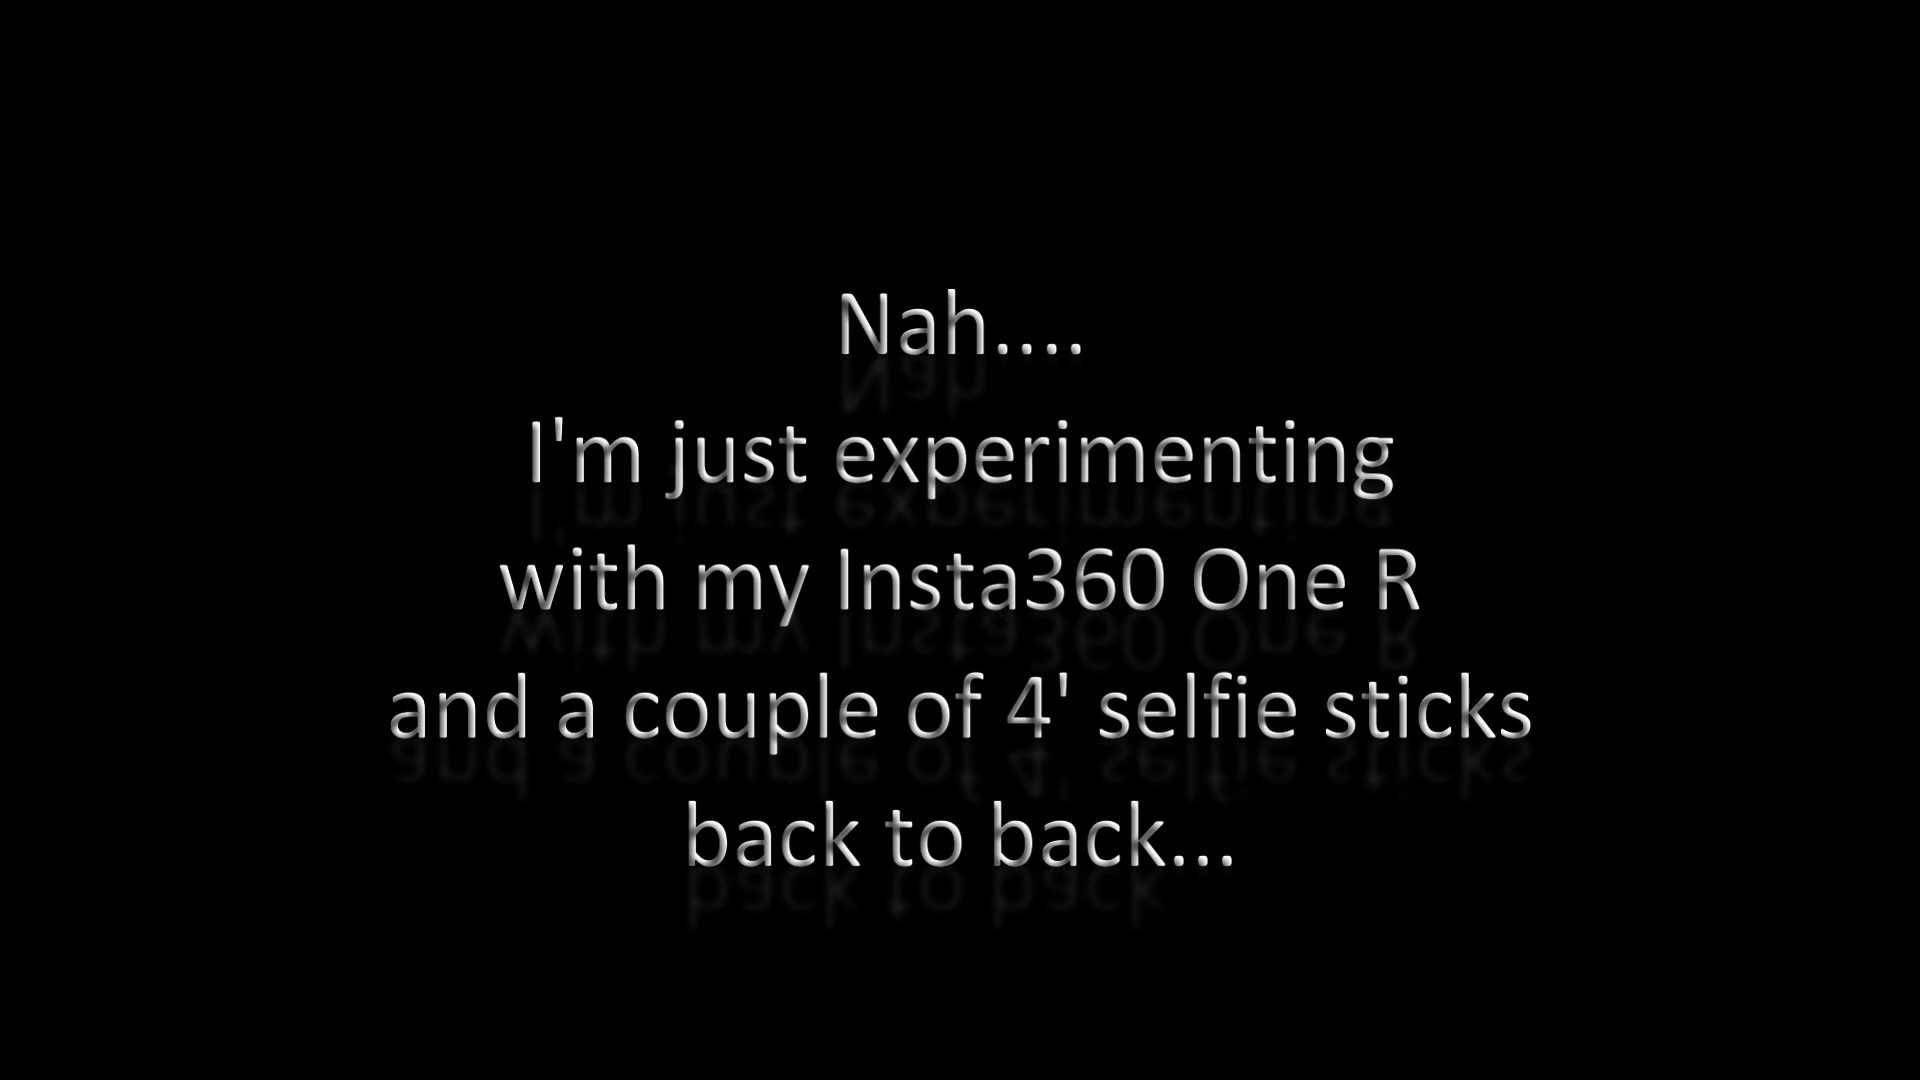 Nah....
I'm just experimenting
with my Insta360 One R
and a couple of 4' selfie sticks
back to back...